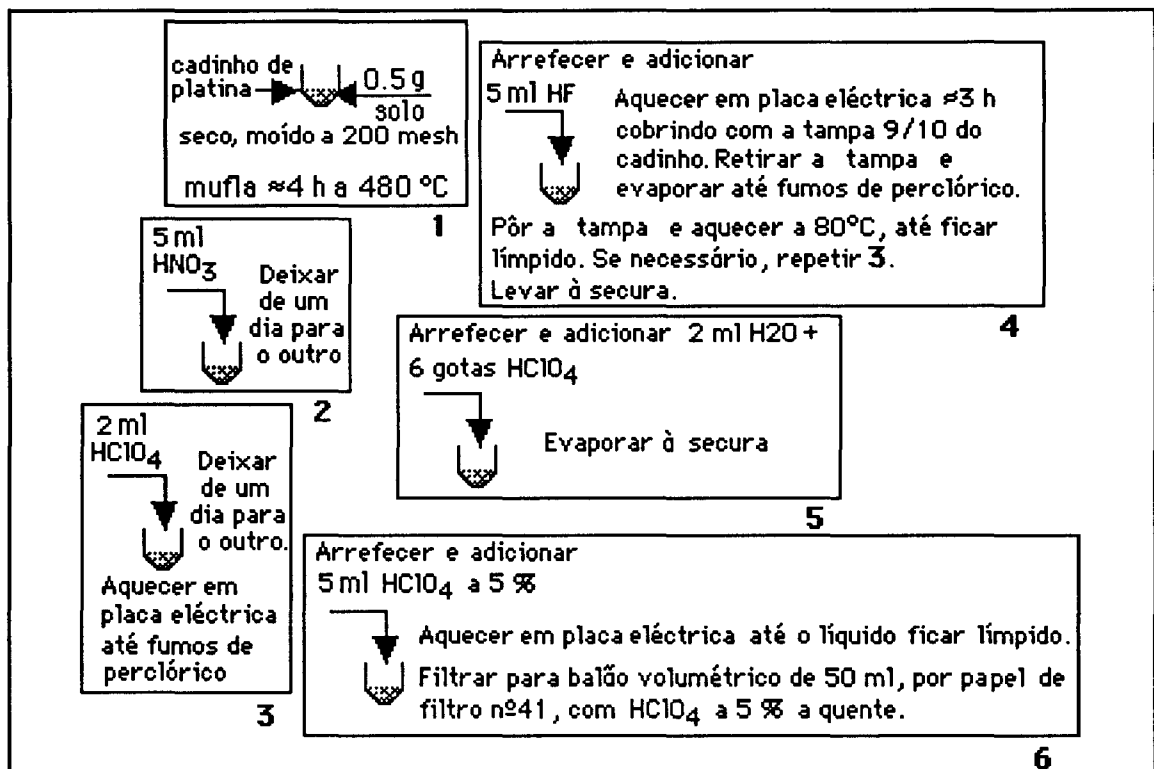 cadinho de
platina
0.5 g
solo
seco, moído a 200 mesh
mufla ≈4 h a 480 °C
1
5 ml
HNO3
Deixar
de um
dia para
o outro
2
2 ml
HClO4
Deixar
de um
dia para
o outro.
Aquecer em
placa eléctrica
até fumos de
perclórico
3
Arrefecer e adicionar
5 ml HF
Aquecer em placa eléctrica ≈3 h
cobrindo com a tampa 9/10 do
cadinho. Retirar a tampa e
evaporar até fumos de perclórico.
Pôr a tampa e aquecer a 80°C, até ficar
límpido. Se necessório, repetir 3.
Levar à secura.
4
Arrefecer e adicionar 2 ml H2O +
6 gotas HClO4
Evaporar à secura
5
Arrefecer e adicionar
5 ml HClO4 a 5 %
Aquecer em placa eléctrica até o líquido ficar límpido.
Filtrar para balão volumétrico de 50 ml, por papel de
filtro nº41, com HClO4 a 5 % a quente.
6